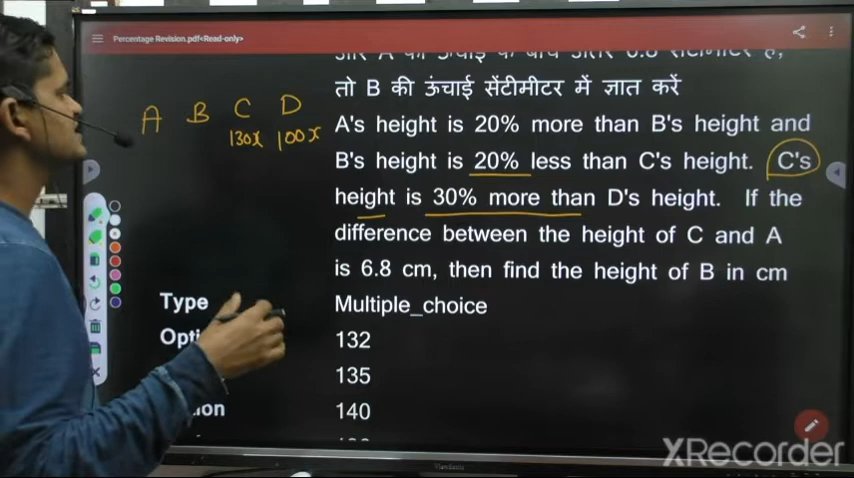 Percentage Revision.pdf<Read-only>
तो B की ऊंचाई सेंटीमीटर में ज्ञात करें
A B C D
130x 100x
A's height is 20% more than B's height and
B's height is 20% less than C's height. C's
height is 30% more than D's height. If the
difference between the height of C and A
is 6.8 cm, then find the height of B in cm
Type Multiple_choice
132
135
140
XRecorder